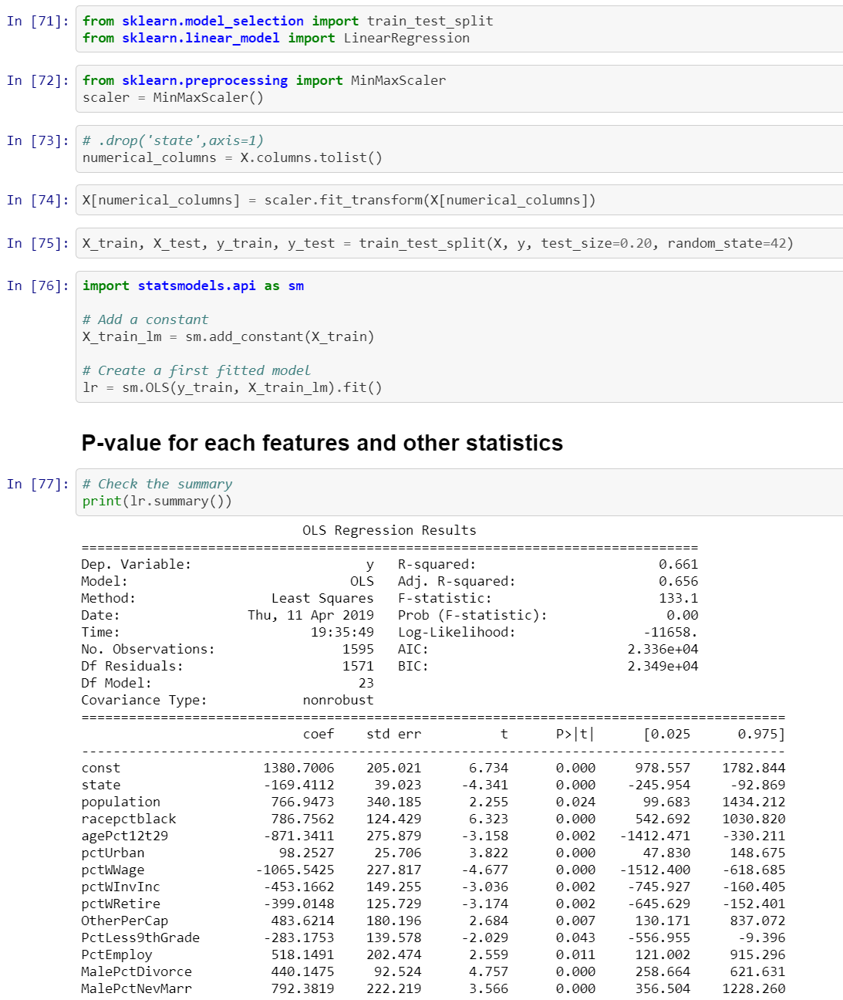 In [71]: from sklearn.model_selection import train_test_split
from sklearn.linear_model import LinearRegression
In [72]: from sklearn.preprocessing import MinMaxScaler
scaler = MinMaxScaler()
In [73]: # .drop('state',axis=1)
numerical_columns = X.columns.tolist()
In [74]: X[numerical_columns] = scaler.fit_transform(X[numerical_columns])
In [75]: X_train, X_test, y_train, y_test = train_test_split(X, y, test_size=0.20, random_state=42)
In [76]: import statsmodels.api as sm
# Add a constant
X_train_lm = sm.add_constant(X_train)
# Create a first fitted model
lr = sm.OLS(y_train, X_train_lm).fit()
P-value for each features and other statistics
In [77]: # Check the summary
print(lr.summary())
OLS Regression Results
==============================================================================
Dep. Variable: y R-squared: 0.661
Model: OLS Adj. R-squared: 0.656
Method: Least Squares F-statistic: 133.1
Date: Thu, 11 Apr 2019 Prob (F-statistic): 0.00
Time: 19:35:49 Log-Likelihood: -11658.
No. Observations: 1595 AIC: 2.336e+04
Df Residuals: 1571 BIC: 2.349e+04
Df Model: 23
Covariance Type: nonrobust
=========================================================================================
coef std err t P>|t| [0.025 0.975]
-----------------------------------------------------------------------------------------
const 1380.7006 205.021 6.734 0.000 978.557 1782.844
state -169.4112 39.023 -4.341 0.000 -245.954 -92.869
population 766.9473 340.185 2.255 0.024 99.683 1434.212
racepctblack 786.7562 124.429 6.323 0.000 542.692 1030.820
agePct12t29 -871.3411 275.879 -3.158 0.002 -1412.471 -330.211
pctUrban 98.2527 25.706 3.822 0.000 47.830 148.675
pctWWage -1065.5425 227.817 -4.677 0.000 -1512.400 -618.685
pctWInvInc -453.1662 149.255 -3.036 0.002 -745.927 -160.405
pctWRetire -399.0148 125.729 -3.174 0.002 -645.629 -152.401
OtherPerCap 483.6214 180.196 2.684 0.007 130.171 837.072
PctLess9thGrade -283.1753 139.578 -2.029 0.043 -556.955 -9.396
PctEmploy 518.1491 202.474 2.559 0.011 121.002 915.296
MalePctDivorce 440.1475 92.524 4.757 0.000 258.664 621.631
MalePctNevMarr 792.3819 222.219 3.566 0.000 356.504 1228.260